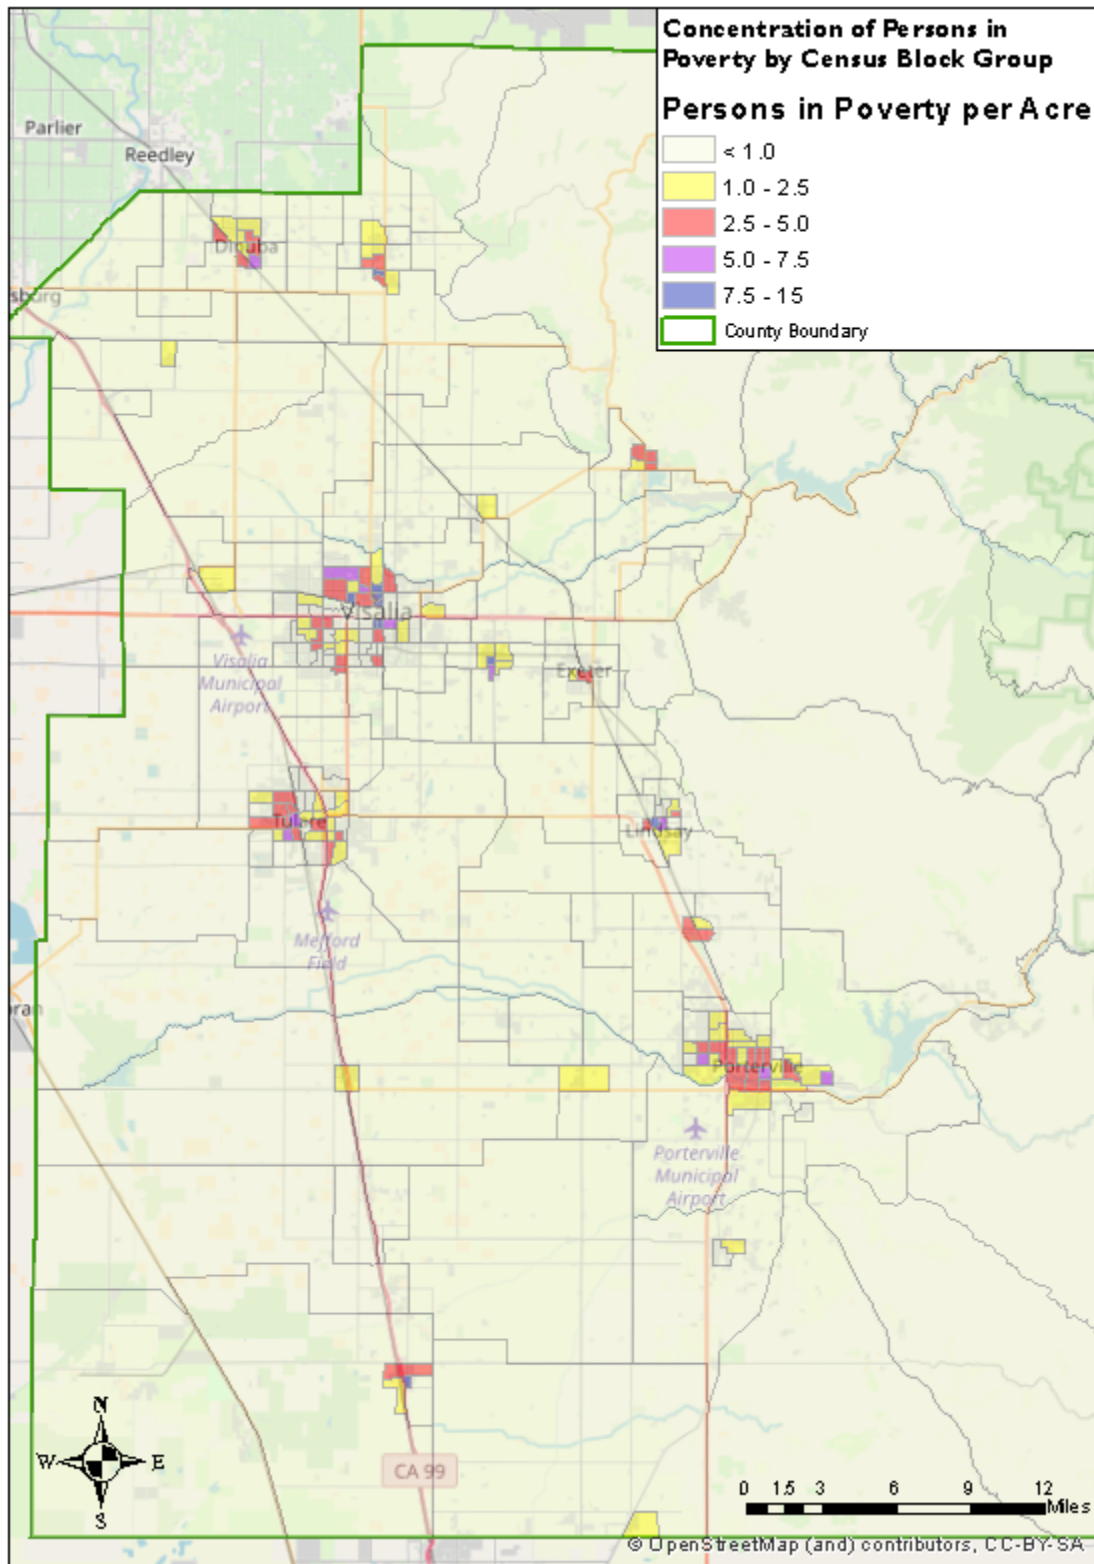 Concentration of Persons in
Poverty by Census Block Group
Persons in Poverty per Acre
< 1.0
1.0 - 2.5
2.5 - 5.0
5.0 - 7.5
7.5 - 15
County Boundary
Parlier
Reedley
Dinuba
sburg
Visalia
Visalia
Municipal
Airport
Exeter
Tulare
Lindsay
Mefford
Field
oran
Porterville
Porterville
Municipal
Airport
CA 99
N
W E
S
0 1.5 3 6 9 12
Miles
© OpenStreetMap (and) contributors, CC-BY-SA